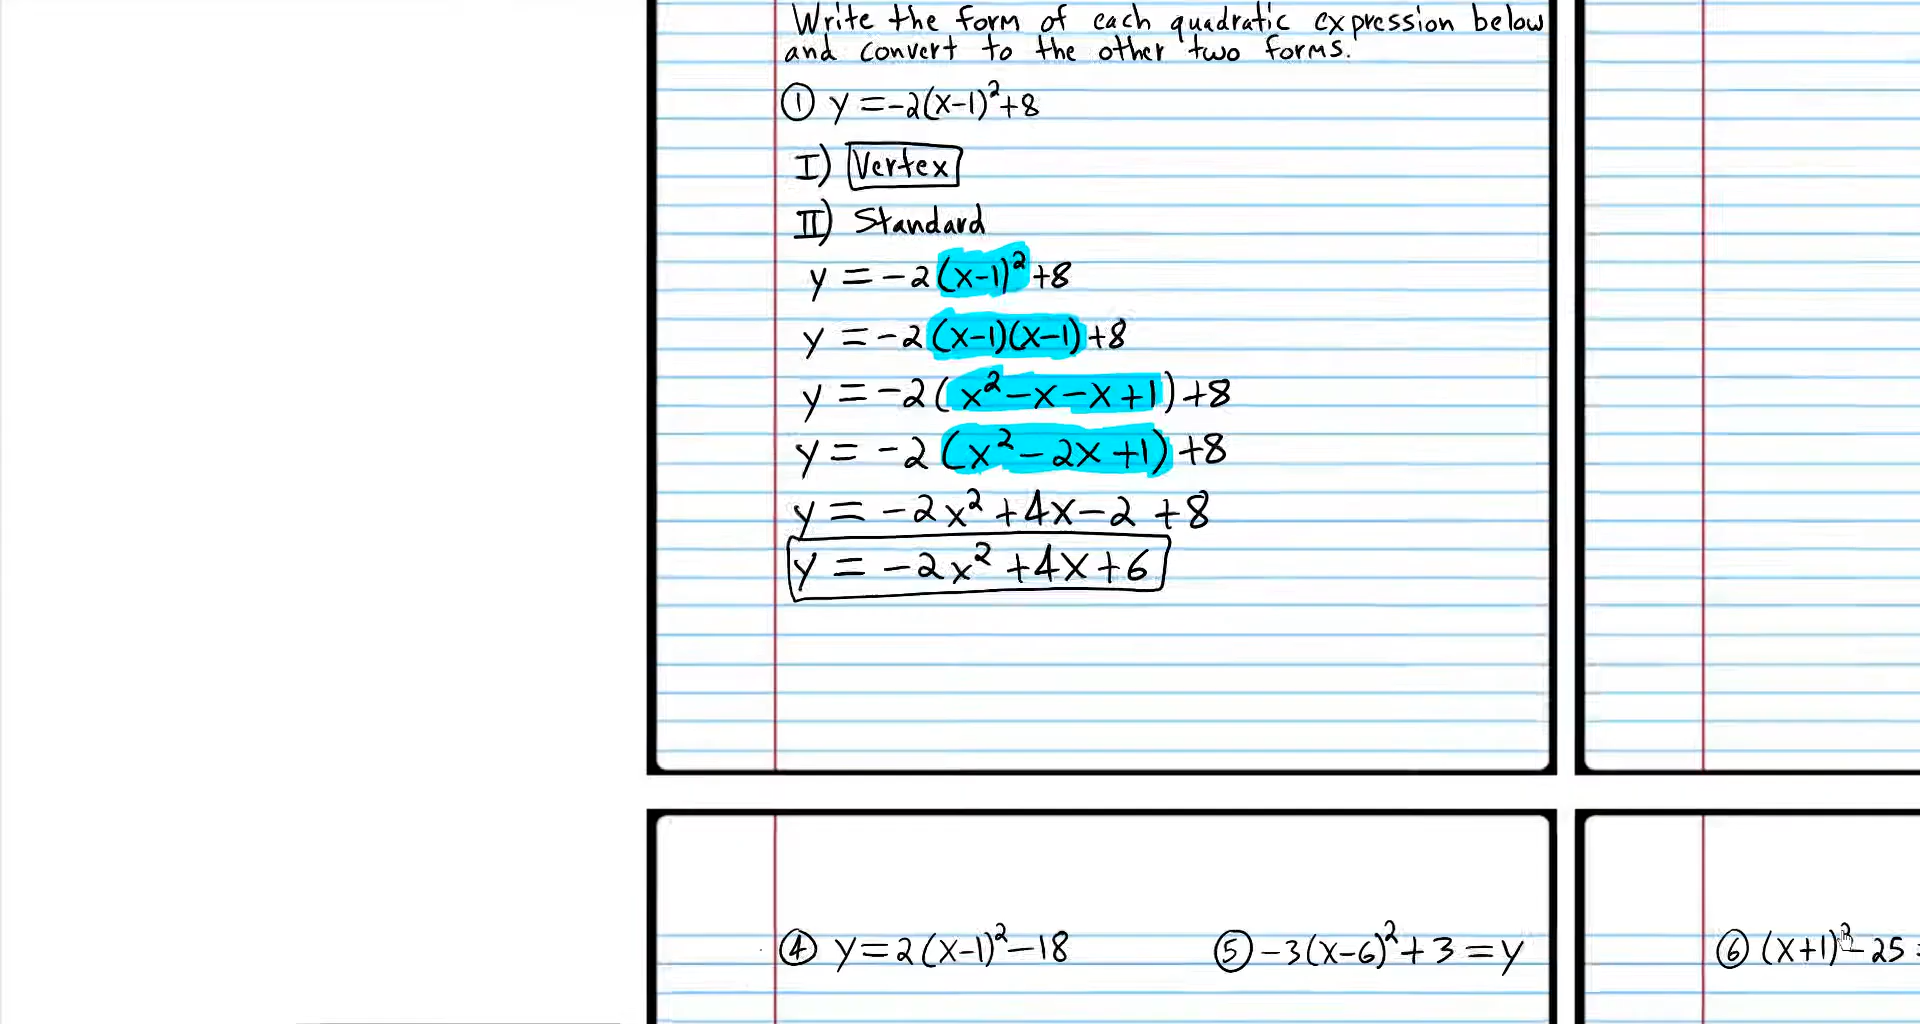 Write the form of each quadratic expression below
and convert to the other two forms.
① y = -2(x-1)²+8
I) Vertex
II) Standard
y = -2(x-1)²+8
y = -2(x-1)(x-1)+8
y = -2(x²-x-x+1)+8
y = -2(x²-2x+1)+8
y = -2x²+4x-2+8
y = -2x²+4x+6
④ y=2(x-1)²-18
⑤ -3(x-6)²+3=y
⑥ (x+1)²-25=